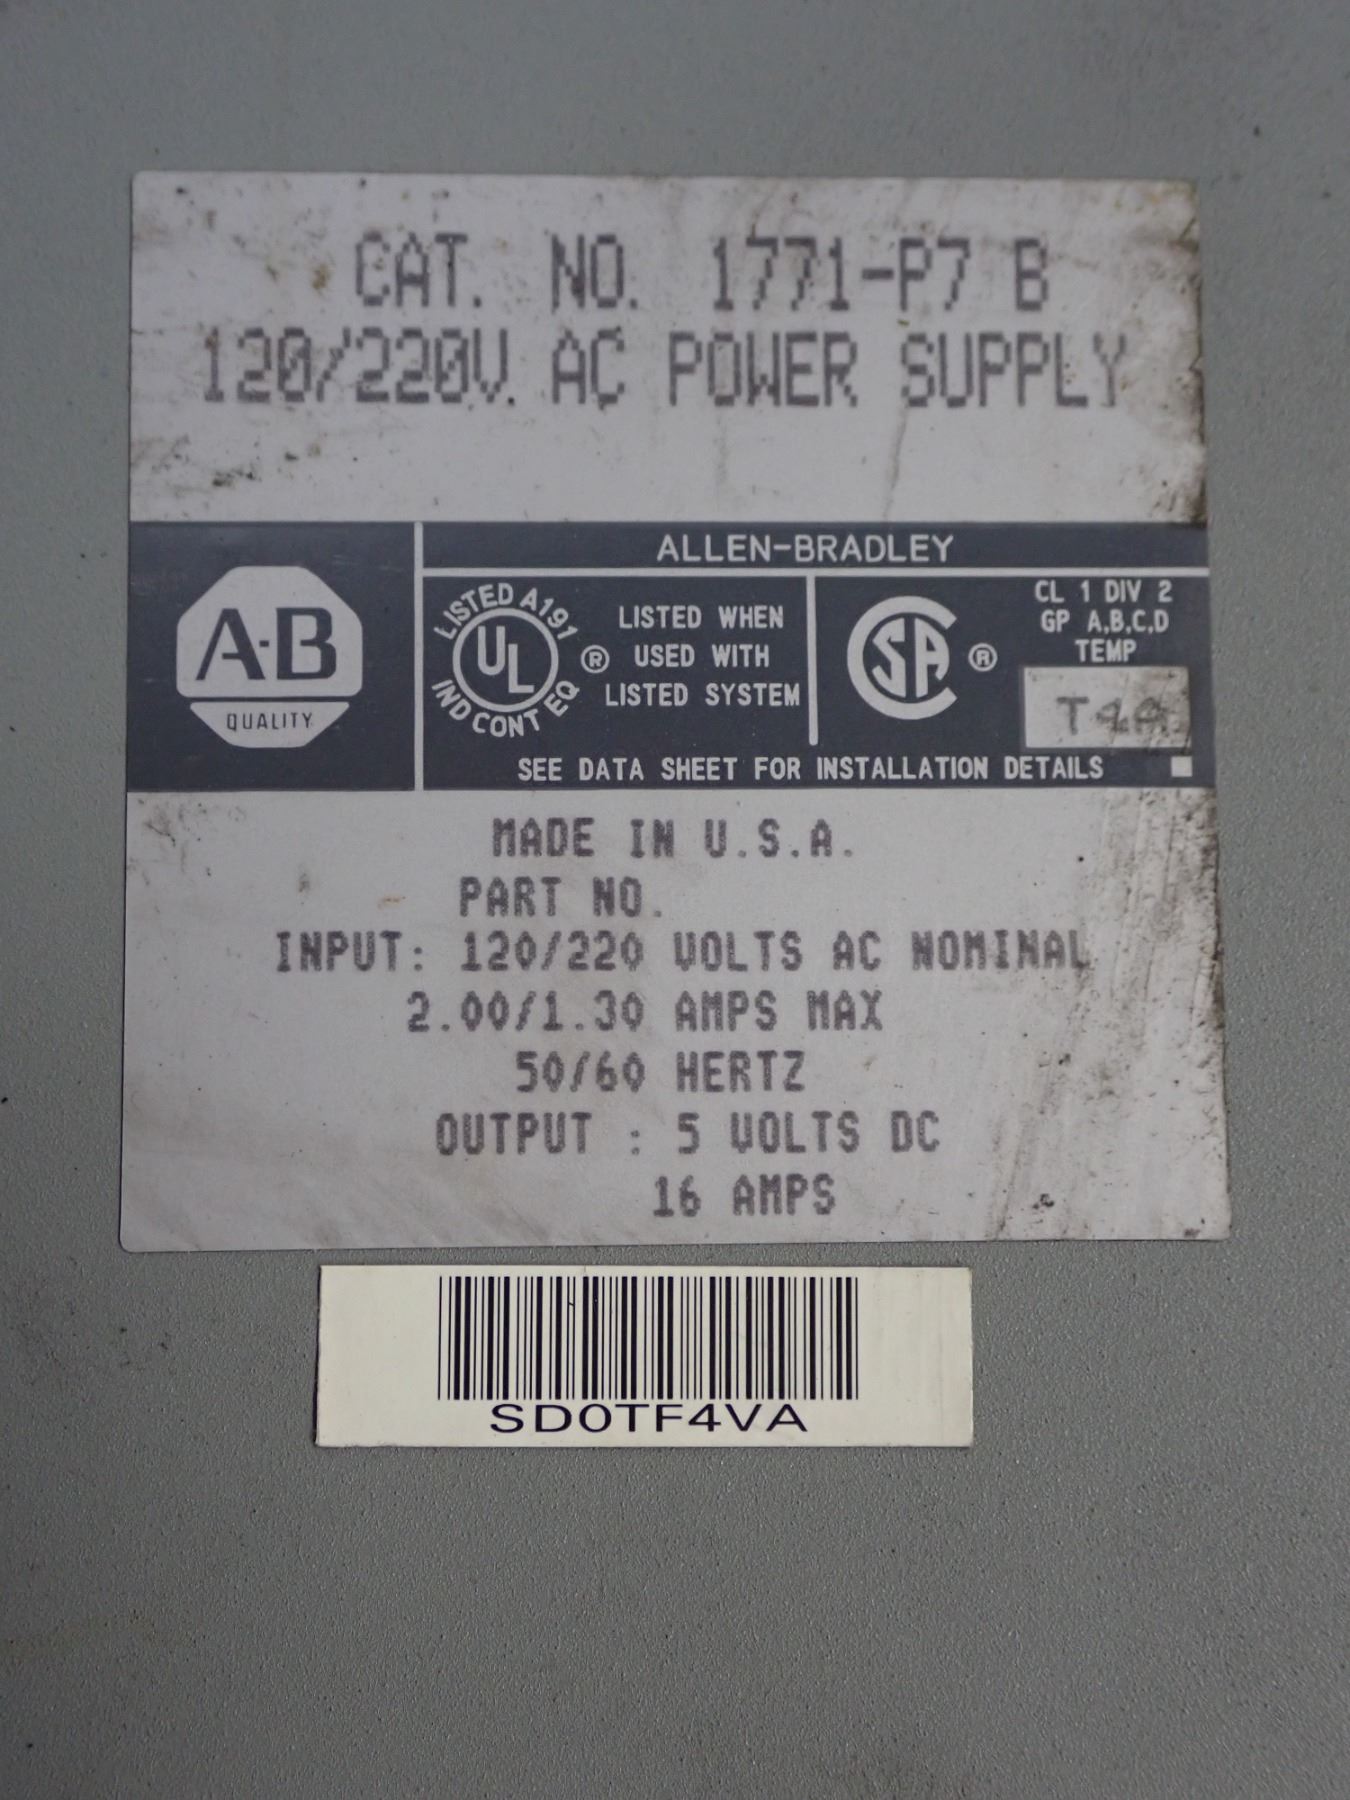 CAT. NO. 1771-P7 B
120/220V. AC POWER SUPPLY
ALLEN-BRADLEY
A-B
QUALITY
LISTED A191
UL
IND CONT EQ
®
LISTED WHEN
USED WITH
LISTED SYSTEM
SA
®
CL 1 DIV 2
GP A,B,C,D
TEMP
T4A
SEE DATA SHEET FOR INSTALLATION DETAILS
MADE IN U.S.A.
PART NO.
INPUT: 120/220 VOLTS AC NOMINAL
2.00/1.30 AMPS MAX
50/60 HERTZ
OUTPUT : 5 VOLTS DC
16 AMPS
SD0TF4VA